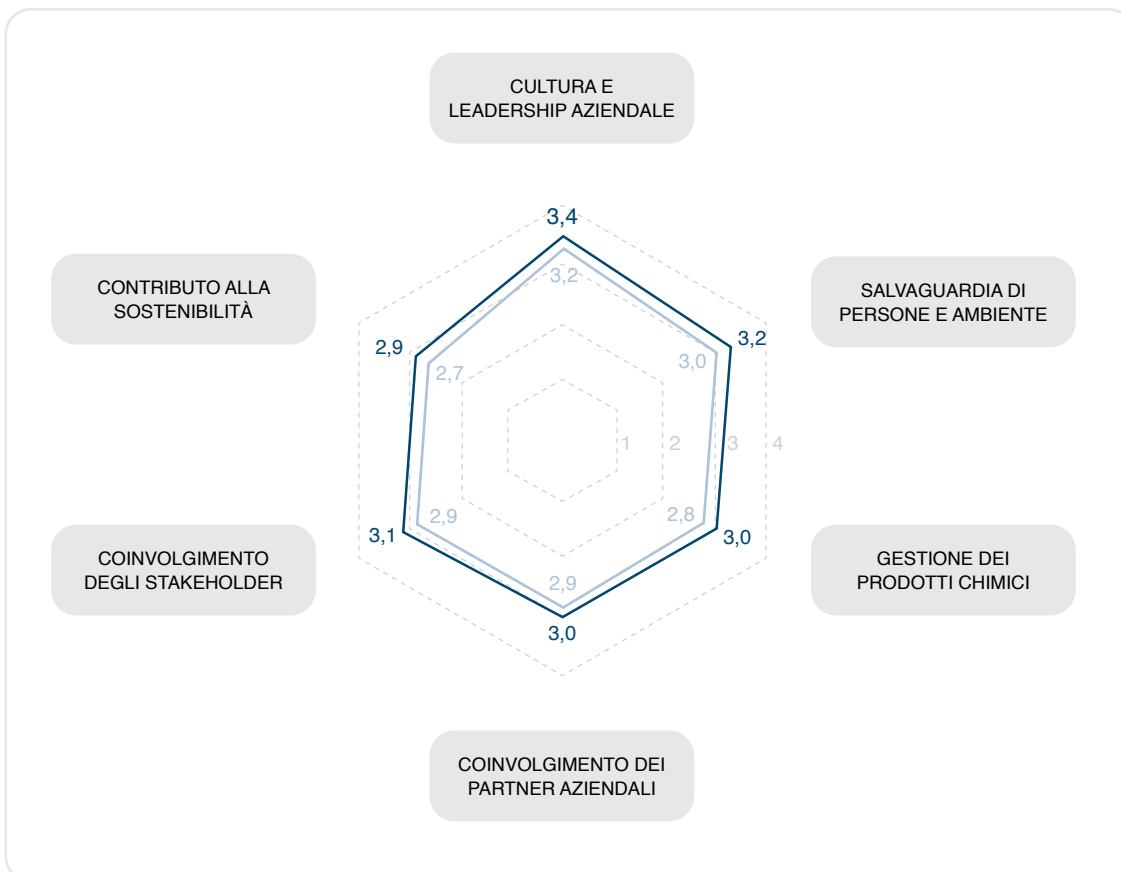 CULTURA E
LEADERSHIP AZIENDALE
3,4
3,2
CONTRIBUTO ALLA
SOSTENIBILITÀ
SALVAGUARDIA DI
PERSONE E AMBIENTE
2,9
2,7
3,2
3,0
1
2
3
4
COINVOLGIMENTO
DEGLI STAKEHOLDER
3,1
2,9
2,8
3,0
GESTIONE DEI
PRODOTTI CHIMICI
2,9
3,0
COINVOLGIMENTO DEI
PARTNER AZIENDALI